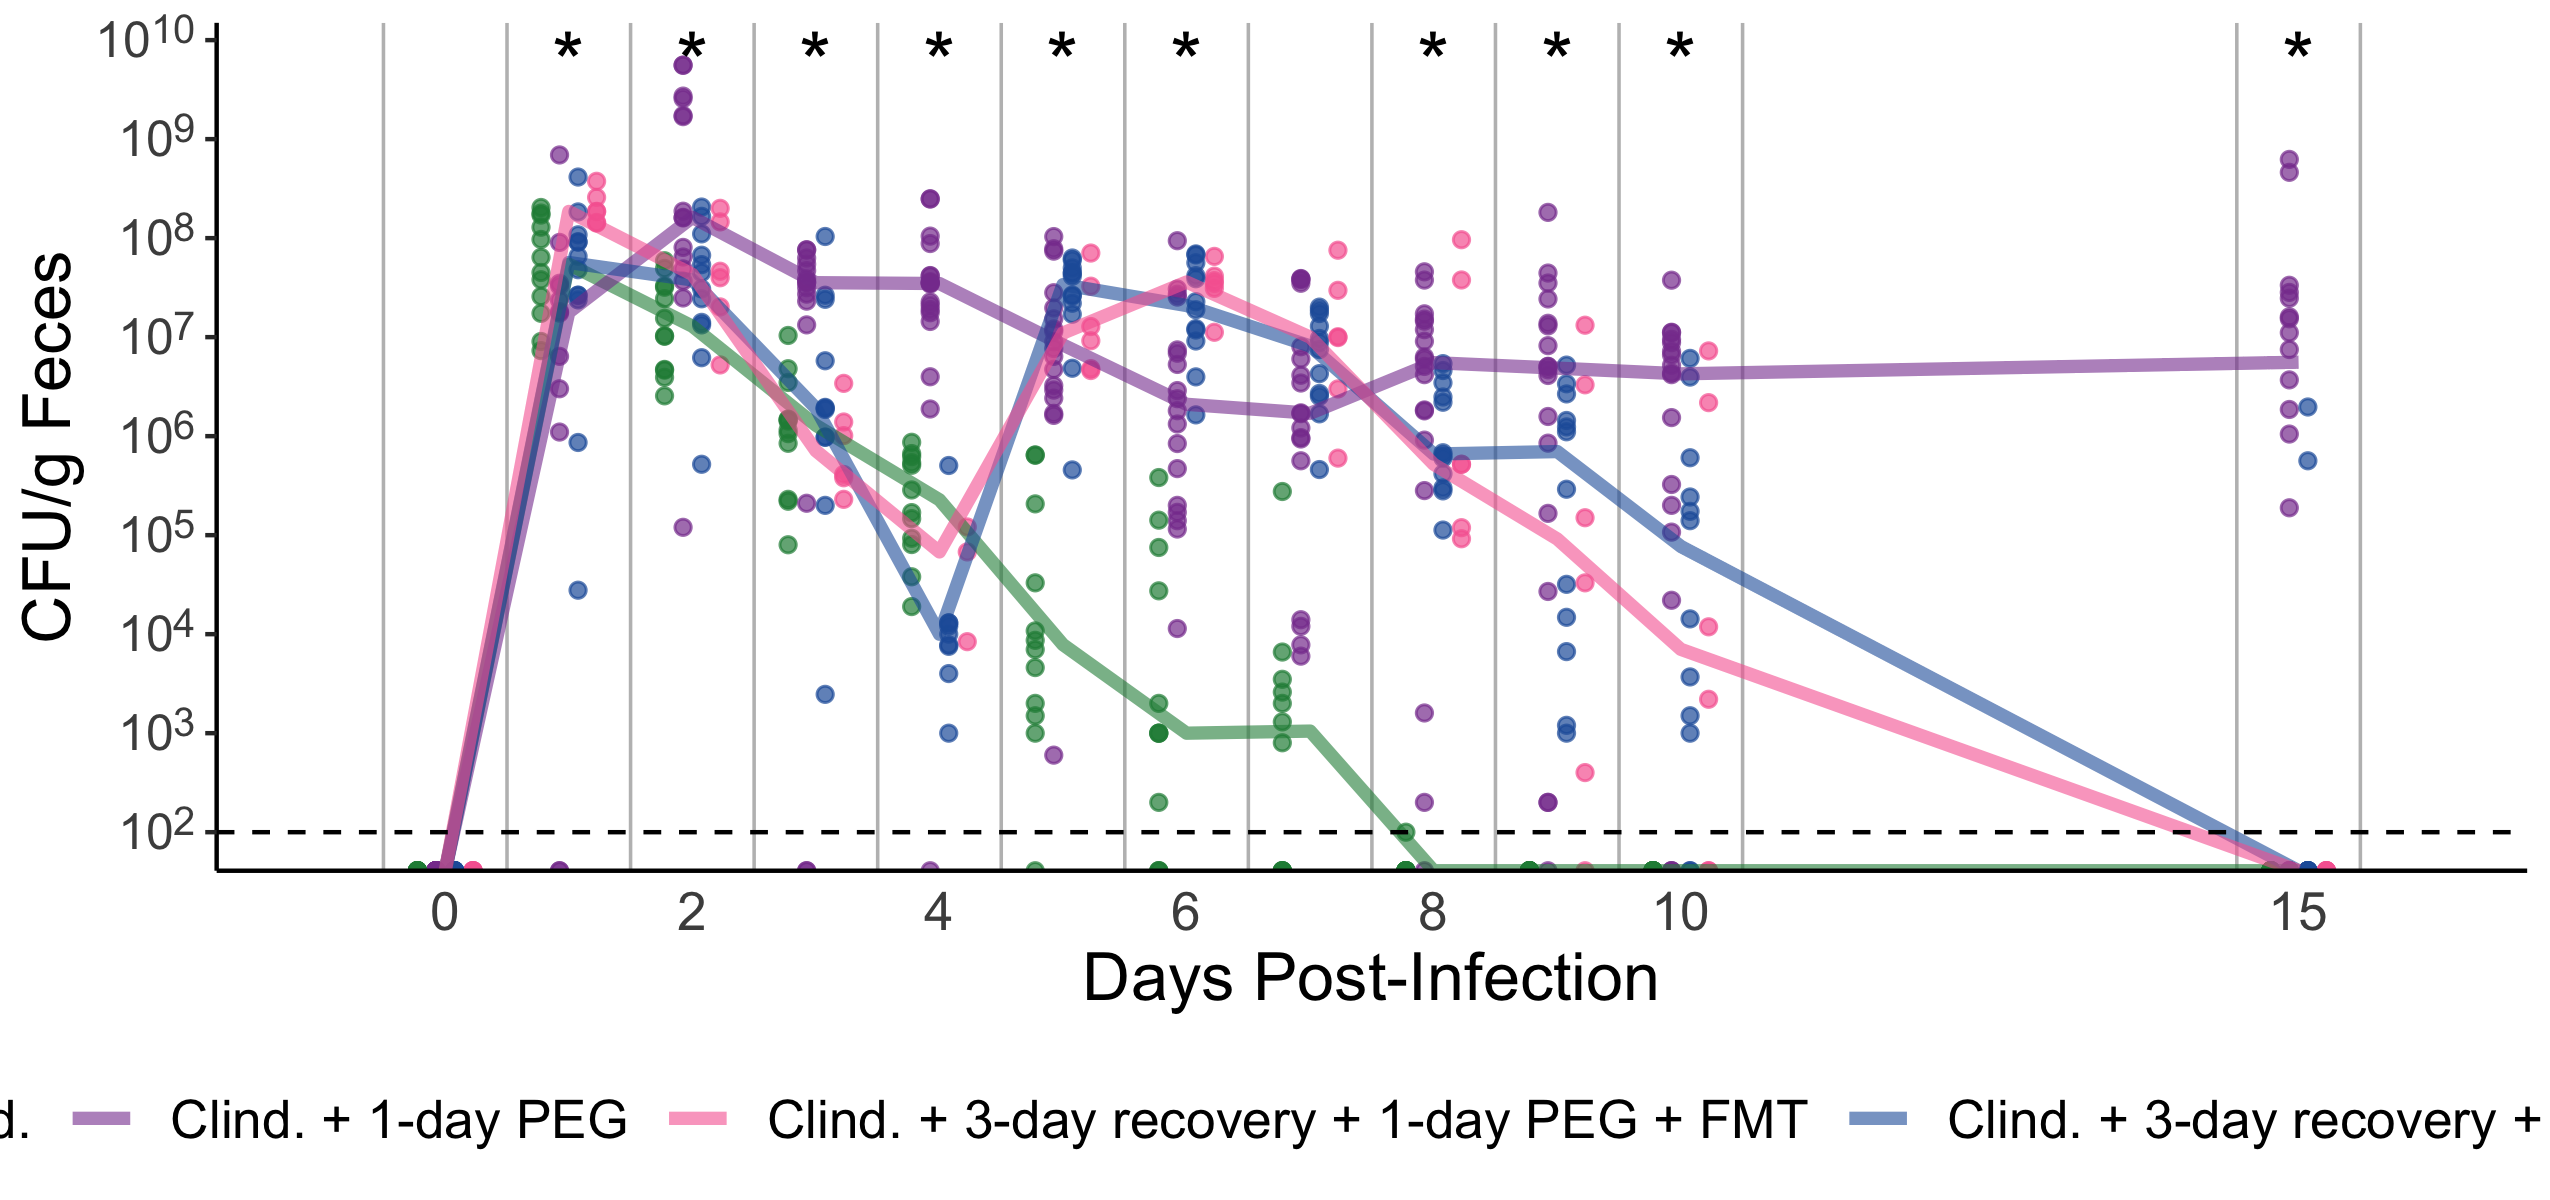 * * * * * * * * * *
10¹⁰
10⁹
10⁸
10⁷
10⁶
10⁵
10⁴
10³
10²
CFU/g Feces
0 2 4 6 8 10 15
Days Post-Infection
d. Clind. + 1-day PEG Clind. + 3-day recovery + 1-day PEG + FMT Clind. + 3-day recovery +